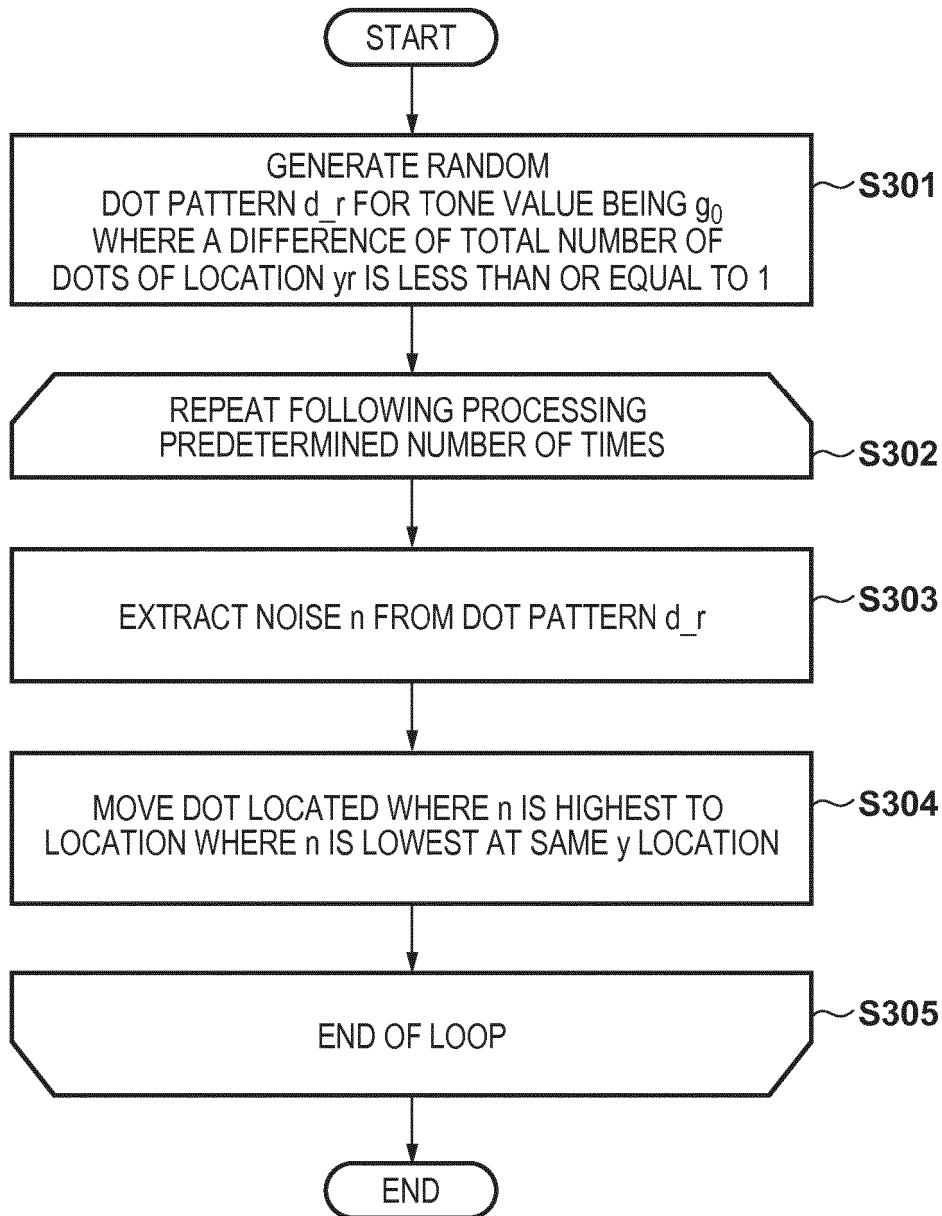 START
GENERATE RANDOM
DOT PATTERN d_r FOR TONE VALUE BEING g₀
WHERE A DIFFERENCE OF TOTAL NUMBER OF
DOTS OF LOCATION yr IS LESS THAN OR EQUAL TO 1
S301
REPEAT FOLLOWING PROCESSING
PREDETERMINED NUMBER OF TIMES
S302
EXTRACT NOISE n FROM DOT PATTERN d_r
S303
MOVE DOT LOCATED WHERE n IS HIGHEST TO
LOCATION WHERE n IS LOWEST AT SAME y LOCATION
S304
END OF LOOP
S305
END